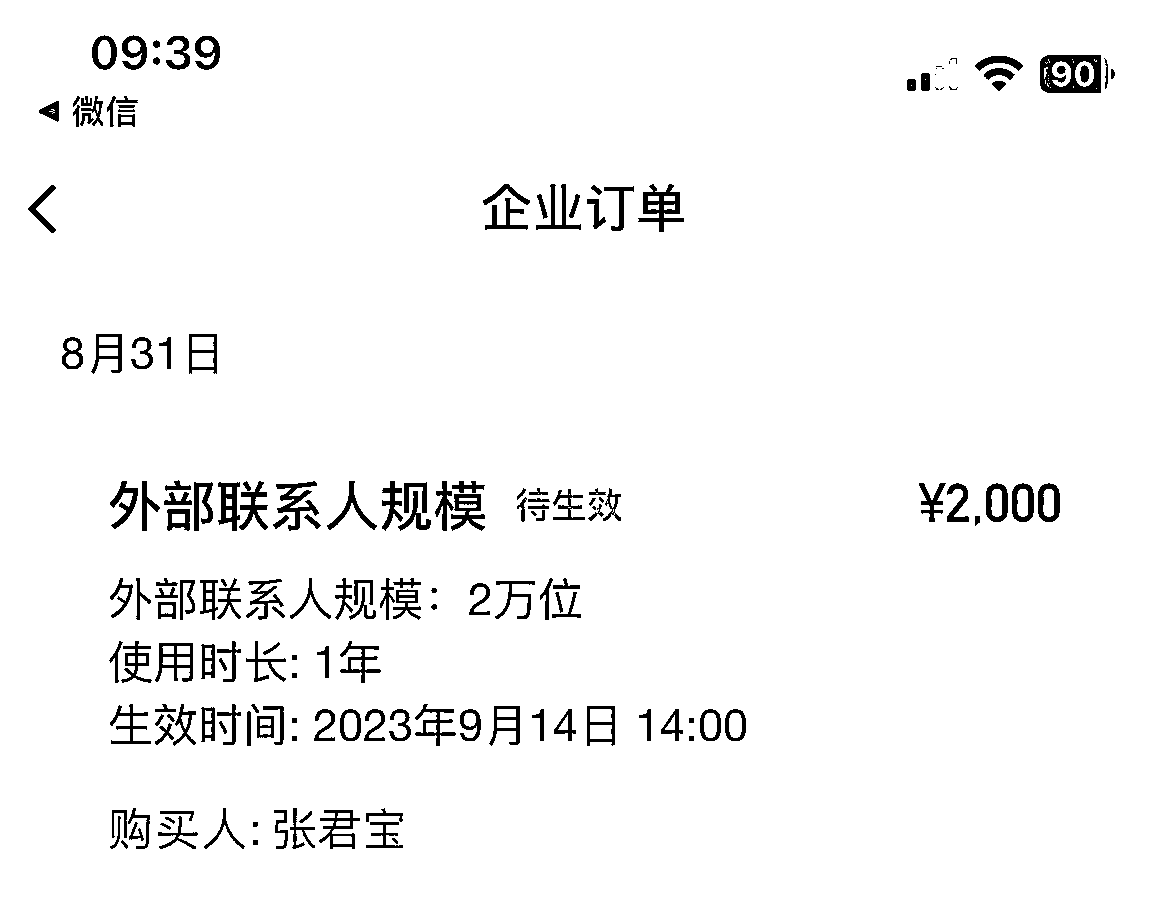 09:39
90
微信
企业订单
8月31日
外部联系人规模 待生效 ¥2,000
外部联系人规模：2万位
使用时长: 1年
生效时间: 2023年9月14日 14:00
购买人: 张君宝